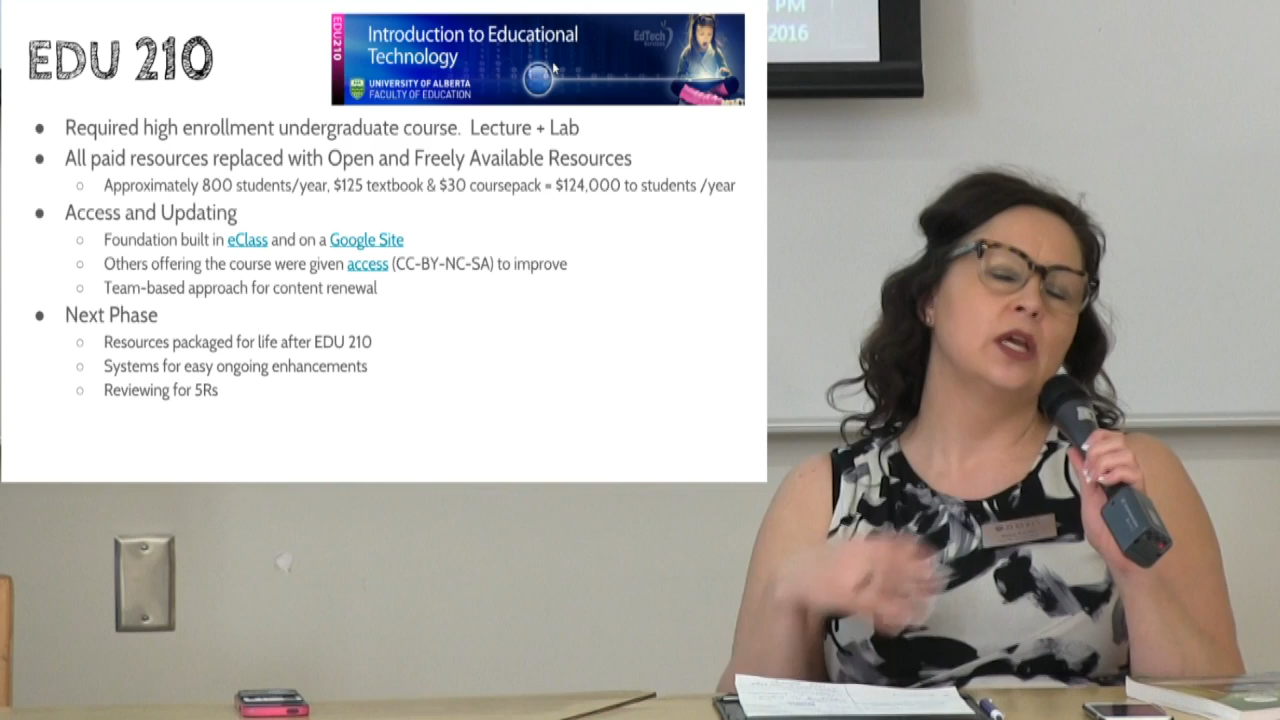 EDU 210
EDU210
Introduction to Educational
Technology
EdTech
UNIVERSITY OF ALBERTA
FACULTY OF EDUCATION
PM
2016
● Required high enrollment undergraduate course. Lecture + Lab
● All paid resources replaced with Open and Freely Available Resources
○ Approximately 800 students/year, $125 textbook & $30 coursepack = $124,000 to students /year
● Access and Updating
○ Foundation built in eClass and on a Google Site
○ Others offering the course were given access (CC-BY-NC-SA) to improve
○ Team-based approach for content renewal
● Next Phase
○ Resources packaged for life after EDU 210
○ Systems for easy ongoing enhancements
○ Reviewing for 5Rs